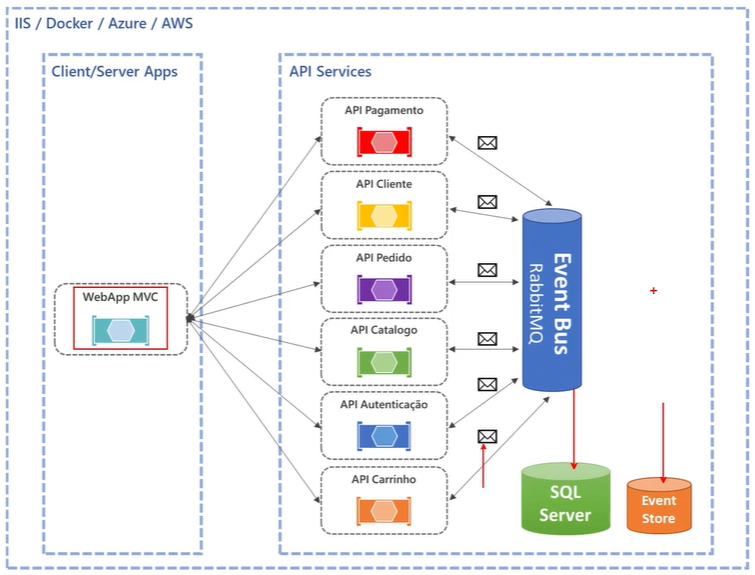 IIS / Docker / Azure / AWS
Client/Server Apps
API Services
API Pagamento
API Cliente
API Pedido
WebApp MVC
API Catalogo
API Autenticação
API Carrinho
Event Bus
RabbitMQ
SQL
Server
Event
Store